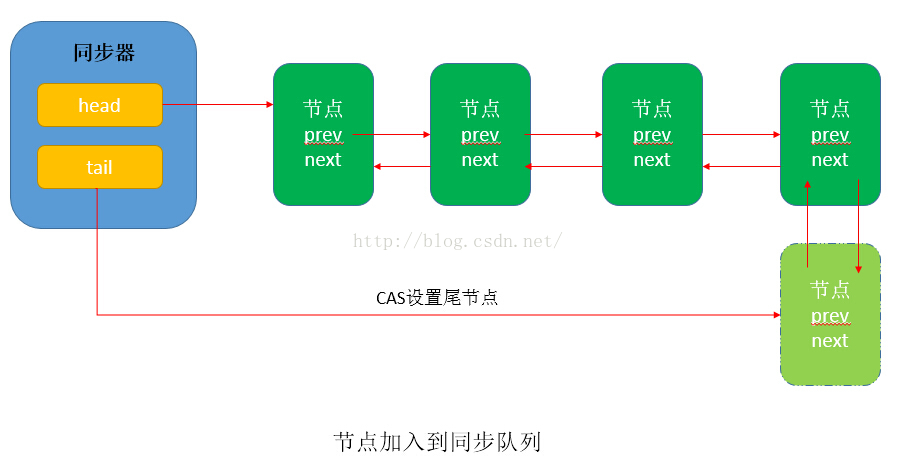 同步器
head
tail
节点
prev
next
节点
prev
next
节点
prev
next
节点
prev
next
http://blog.csdn.net/
CAS设置尾节点
节点
prev
next
节点加入到同步队列